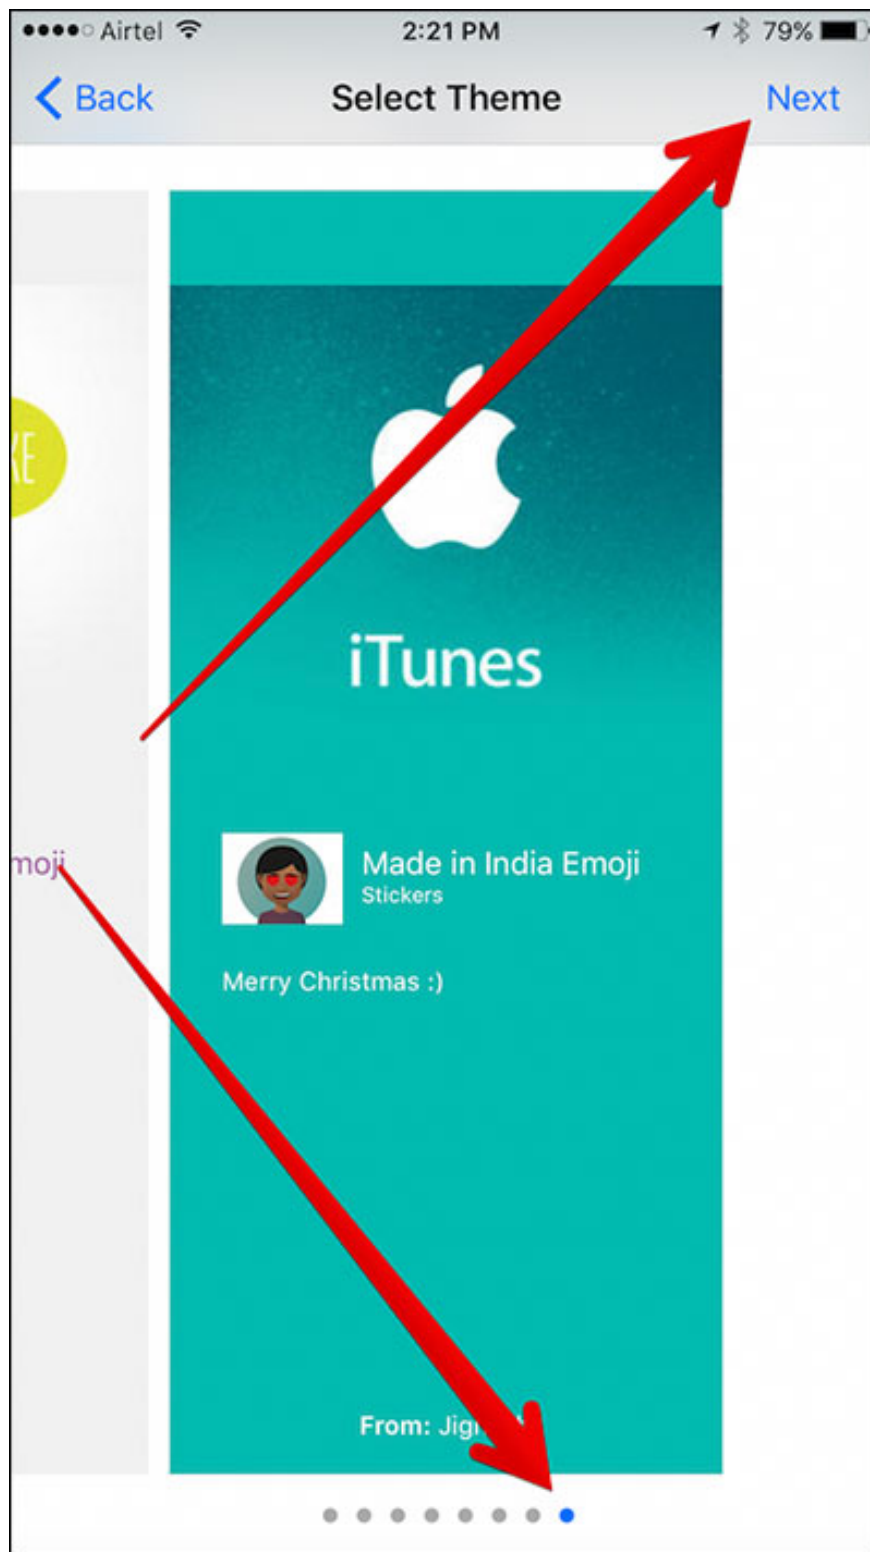 Airtel 2:21 PM 79%
Back Select Theme Next
iTunes
moji
Made in India Emoji
Stickers
Merry Christmas :)
From: